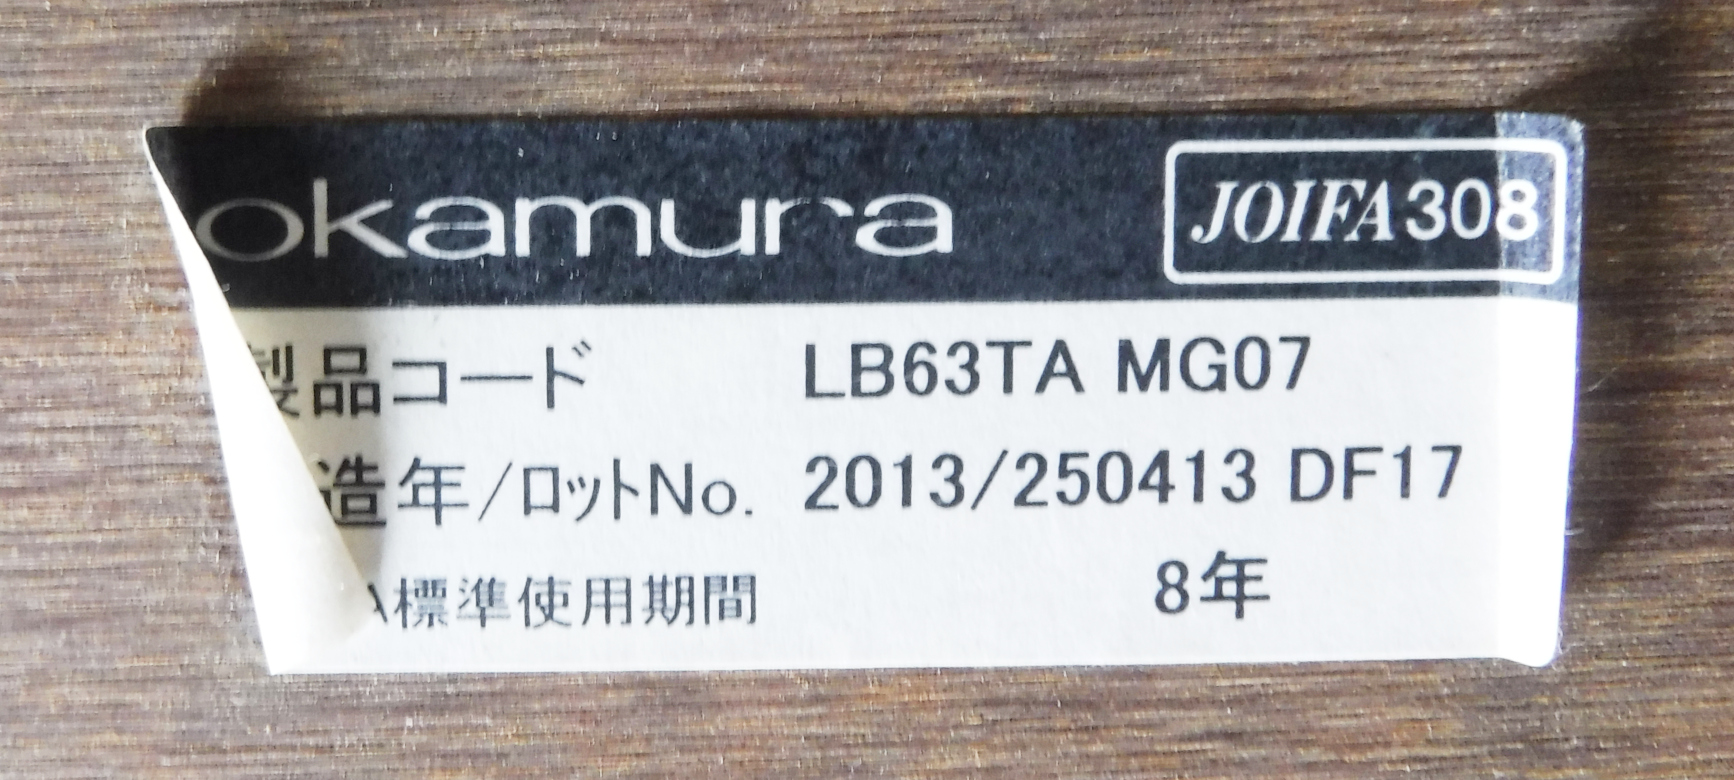 okamura JOIFA308
製品コード LB63TA MG07
造年/ロットNo. 2013/250413 DF17
A標準使用期間 8年